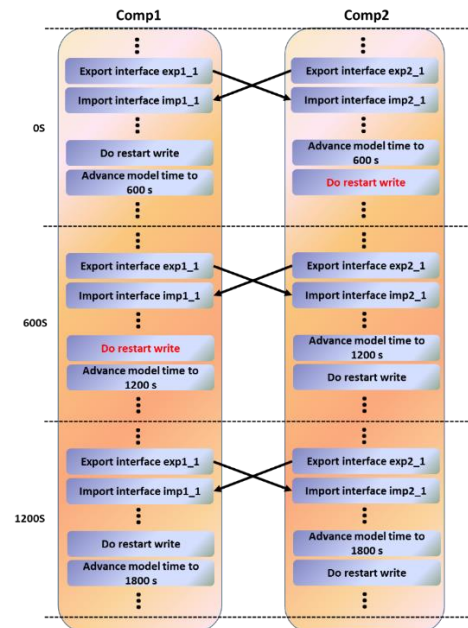 Comp1
Comp2
Export interface exp1_1
Export interface exp2_1
Import interface imp1_1
Import interface imp2_1
0S
Do restart write
Advance model time to
600 s
Advance model time to
600 s
Do restart write
Export interface exp1_1
Export interface exp2_1
Import interface imp1_1
Import interface imp2_1
600S
Do restart write
Advance model time to
1200 s
Advance model time to
1200 s
Do restart write
Export interface exp1_1
Export interface exp2_1
Import interface imp1_1
Import interface imp2_1
1200S
Do restart write
Advance model time to
1800 s
Advance model time to
1800 s
Do restart write